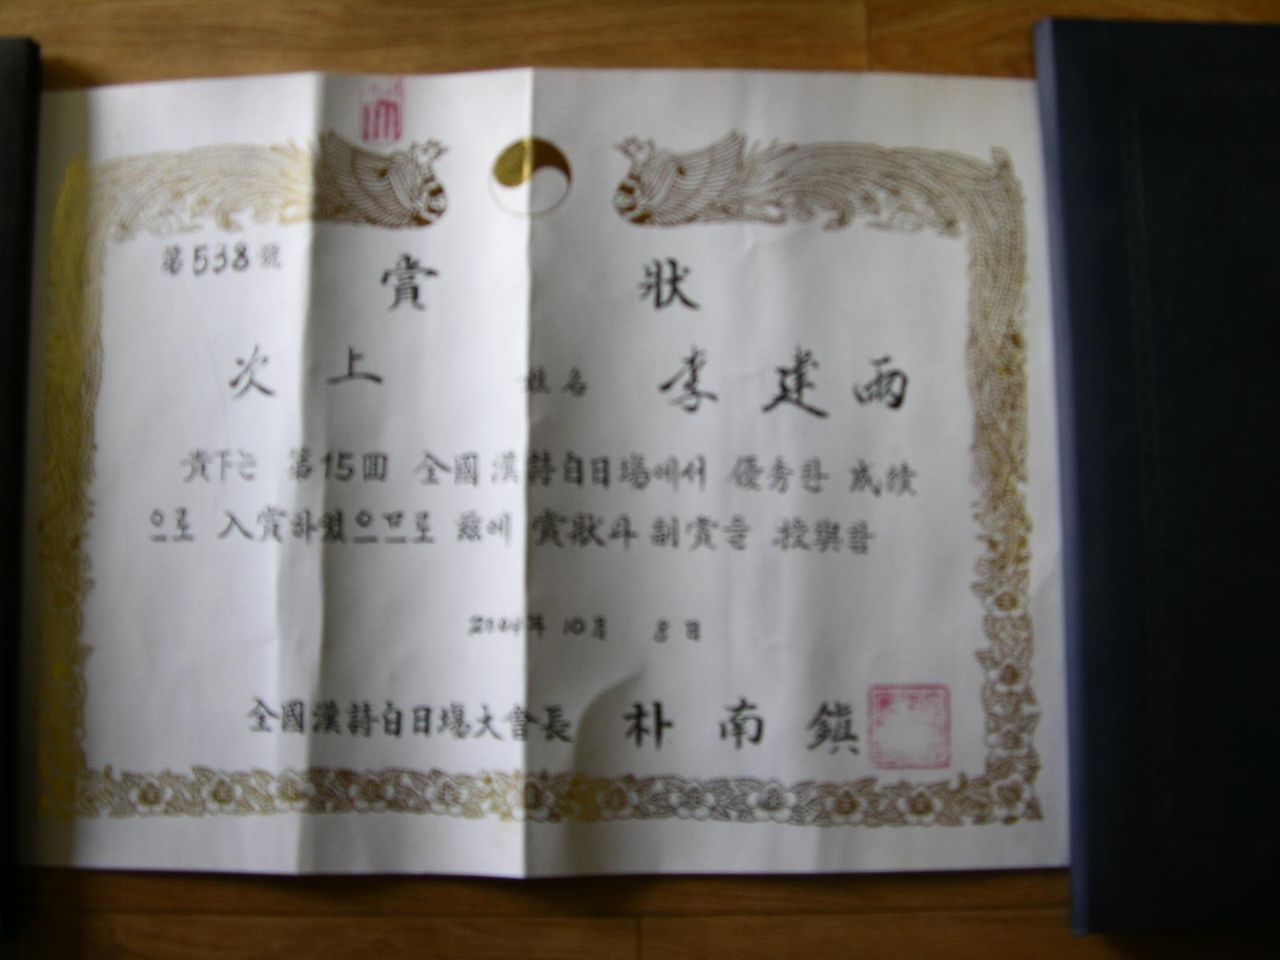 第538號
賞 狀
次 上 姓名 李建雨
貴下는 第15回 全國漢詩白日場에서 優秀한 成績
으로 入賞하였으므로 玆에 賞狀과 副賞을 授與함
年 10月 8日
全國漢詩白日場大會長 朴南鎭